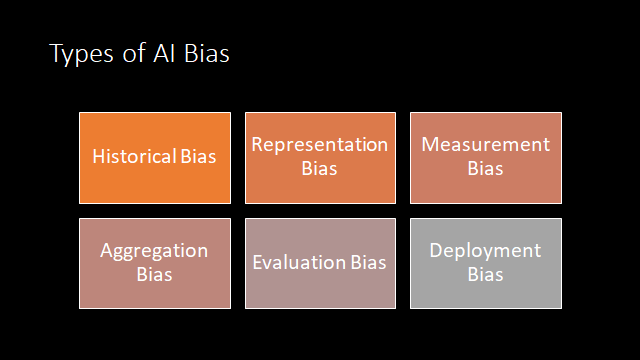 Types of AI Bias
Historical Bias
Representation
Bias
Measurement
Bias
Aggregation
Bias
Evaluation Bias
Deployment
Bias